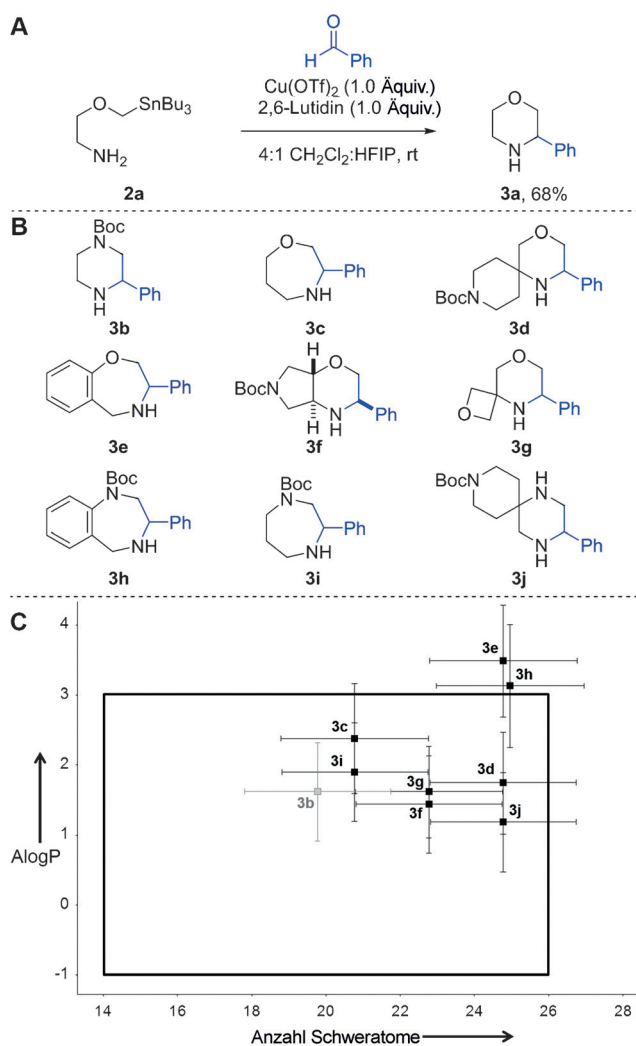 A
O
H
Ph
Cu(OTf)2 (1.0 Äquiv.)
2,6-Lutidin (1.0 Äquiv.)
4:1 CH2Cl2:HFIP, rt
O
SnBu3
NH2
2a
O
N
H
Ph
3a, 68%
B
Boc
N
N
H
Ph
3b
O
Ph
NH
3c
O
BocN
N
H
Ph
3d
O
Ph
NH
3e
H
O
BocN
H
N
H
Ph
3f
O
O
N
H
Ph
3g
Boc
N
Ph
NH
3h
Boc
N
Ph
N
H
3i
BocN
H
N
N
H
Ph
3j
C
4
3
2
1
0
-1
AlogP
3e
3h
3c
3i
3b
3g
3f
3d
3j
14
16
18
20
22
24
26
28
Anzahl Schweratome